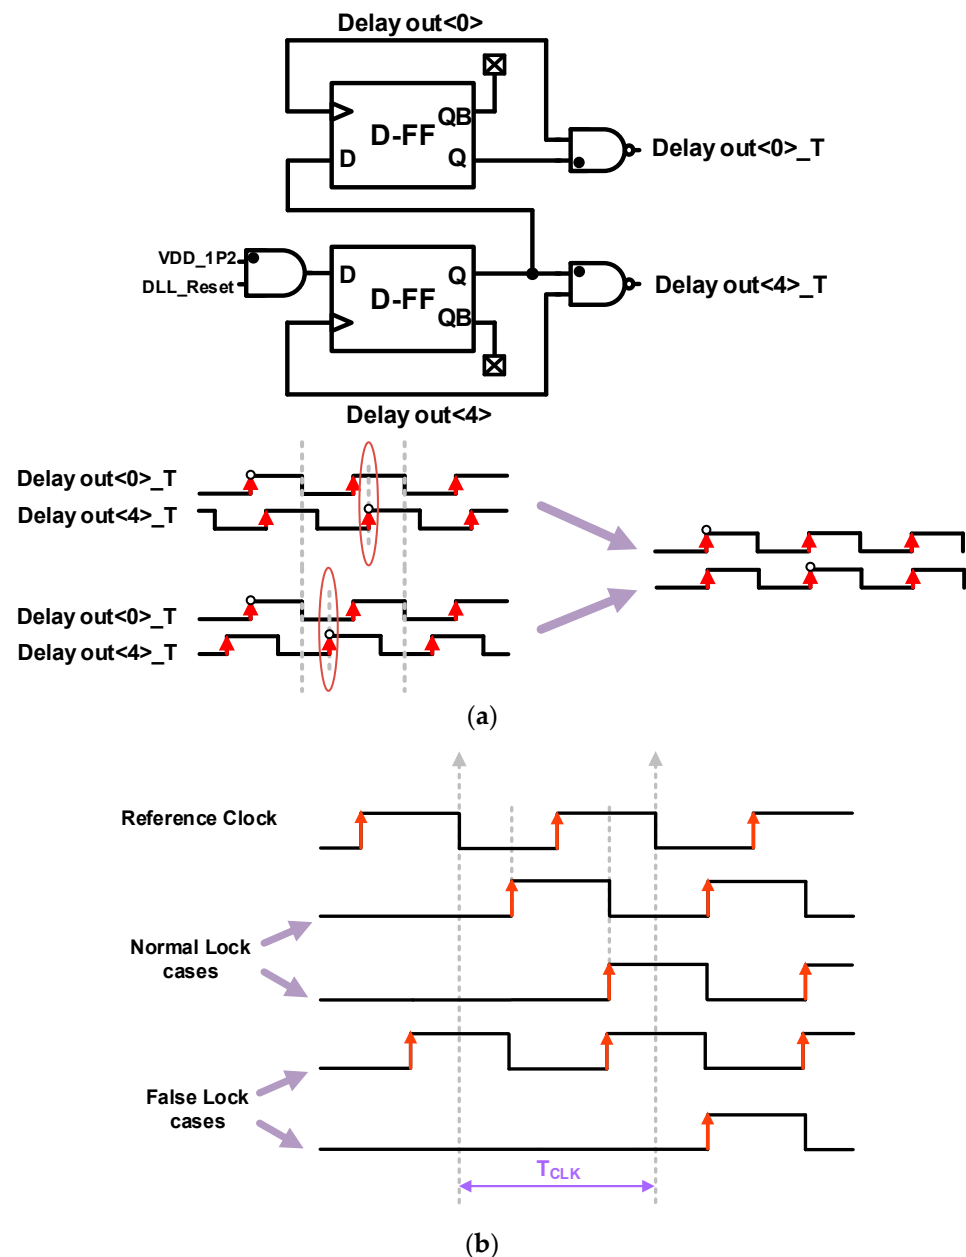 Delay out<0>
QB
D-FF
D
Q
Delay out<0>_T
VDD_1P2
DLL_Reset
D
Q
D-FF
QB
Delay out<4>_T
Delay out<4>
Delay out<0>_T
Delay out<4>_T
Delay out<0>_T
Delay out<4>_T
(a)
Reference Clock
Normal Lock
cases
False Lock
cases
TCLK
(b)